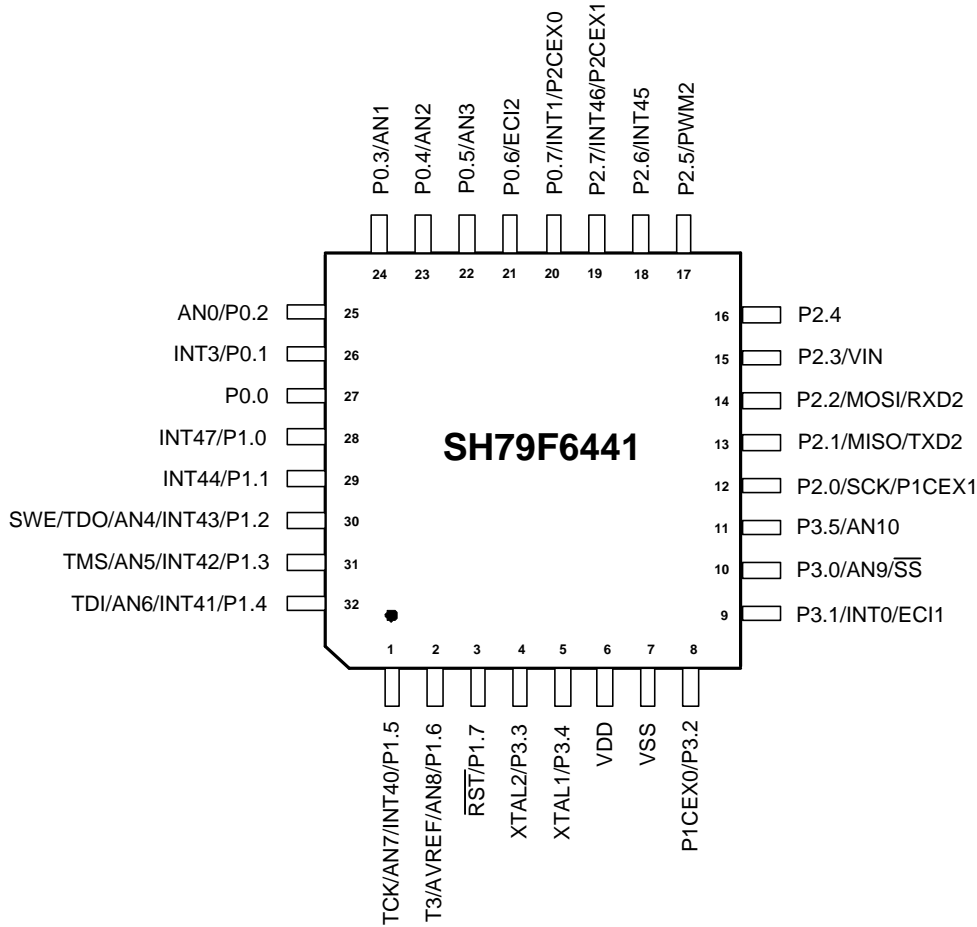 P0.3/AN1
P0.4/AN2
P0.5/AN3
P0.6/ECI2
P0.7/INT1/P2CEX0
P2.7/INT46/P2CEX1
P2.6/INT45
P2.5/PWM2
24 23 22 21 20 19 18 17
AN0/P0.2 25
INT3/P0.1 26
P0.0 27
INT47/P1.0 28
INT44/P1.1 29
SWE/TDO/AN4/INT43/P1.2 30
TMS/AN5/INT42/P1.3 31
TDI/AN6/INT41/P1.4 32
SH79F6441
16 P2.4
15 P2.3/VIN
14 P2.2/MOSI/RXD2
13 P2.1/MISO/TXD2
12 P2.0/SCK/P1CEX1
11 P3.5/AN10
10 P3.0/AN9/S̅S̅
9 P3.1/INT0/ECI1
1 2 3 4 5 6 7 8
TCK/AN7/INT40/P1.5
T3/AVREF/AN8/P1.6
R̅S̅T̅/P1.7
XTAL2/P3.3
XTAL1/P3.4
VDD
VSS
P1CEX0/P3.2